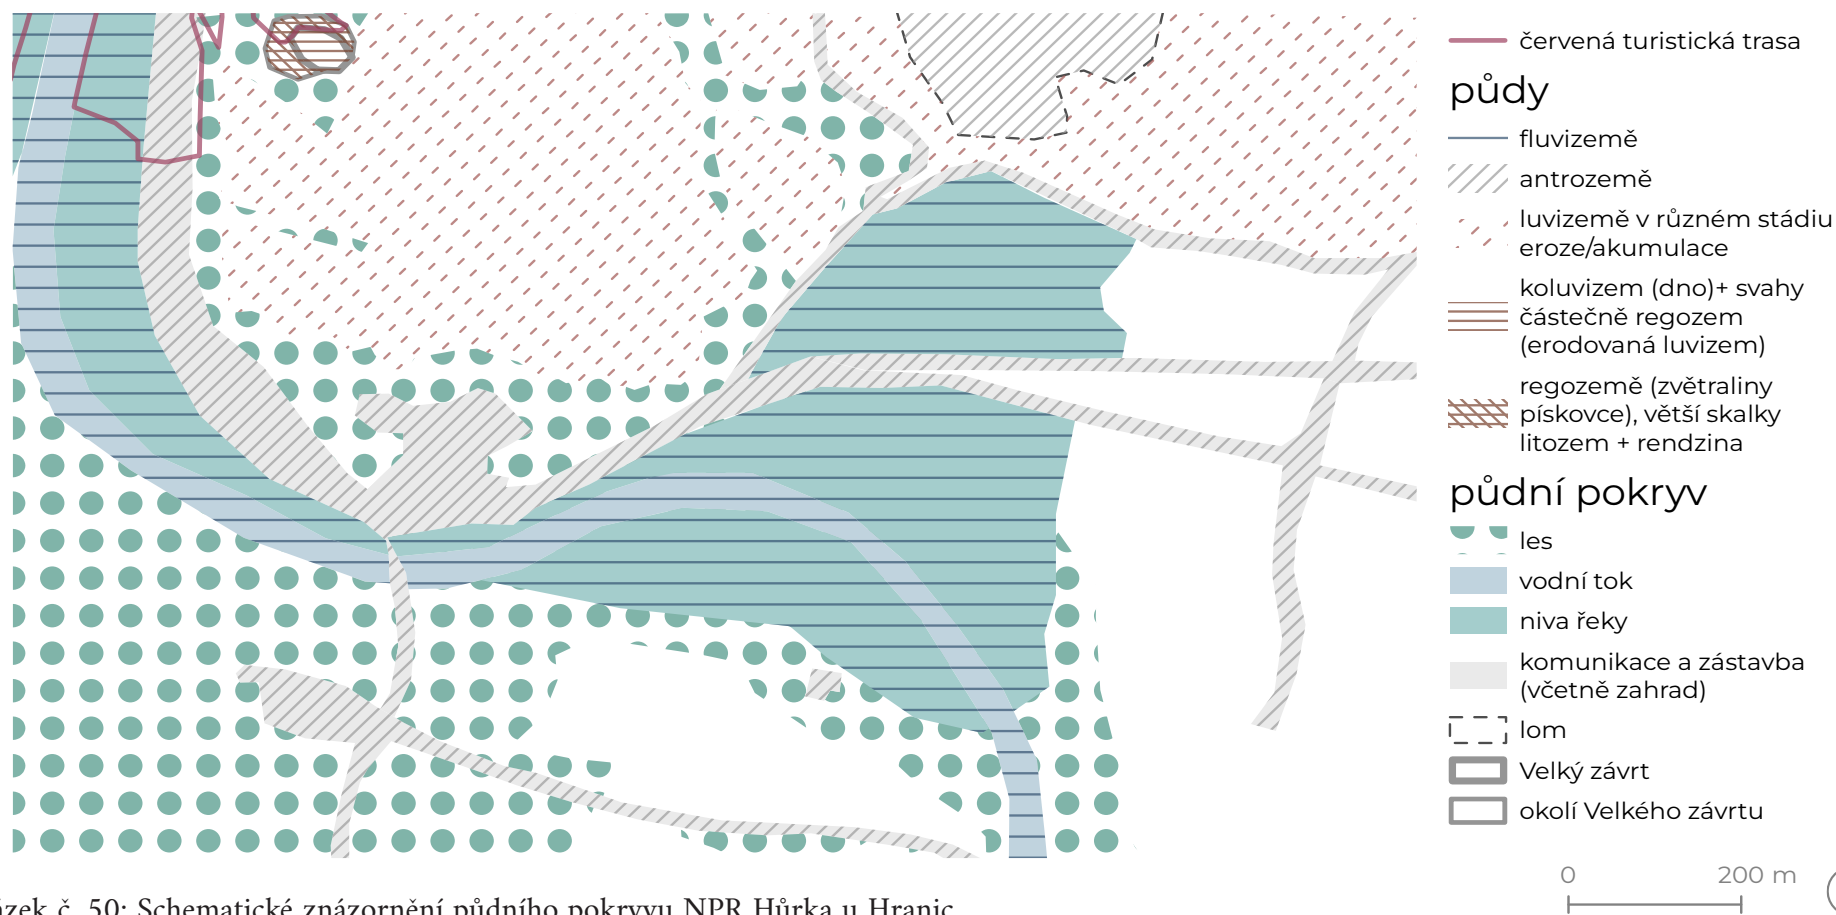 červená turistická trasa
půdy
fluvizemě
antrozemě
luvizemě v různém stádiu
eroze/akumulace
koluvizem (dno)+ svahy
částečně regozem
(erodovaná luvizem)
regozemě (zvětraliny
pískovce), větší skalky
litozem + rendzina
půdní pokryv
les
vodní tok
niva řeky
komunikace a zástavba
(včetně zahrad)
lom
Velký závrt
okolí Velkého závrtu
0 200 m
č. 50: Schematické znázornění půdního pokryvu NPR Hůrka u Hranic